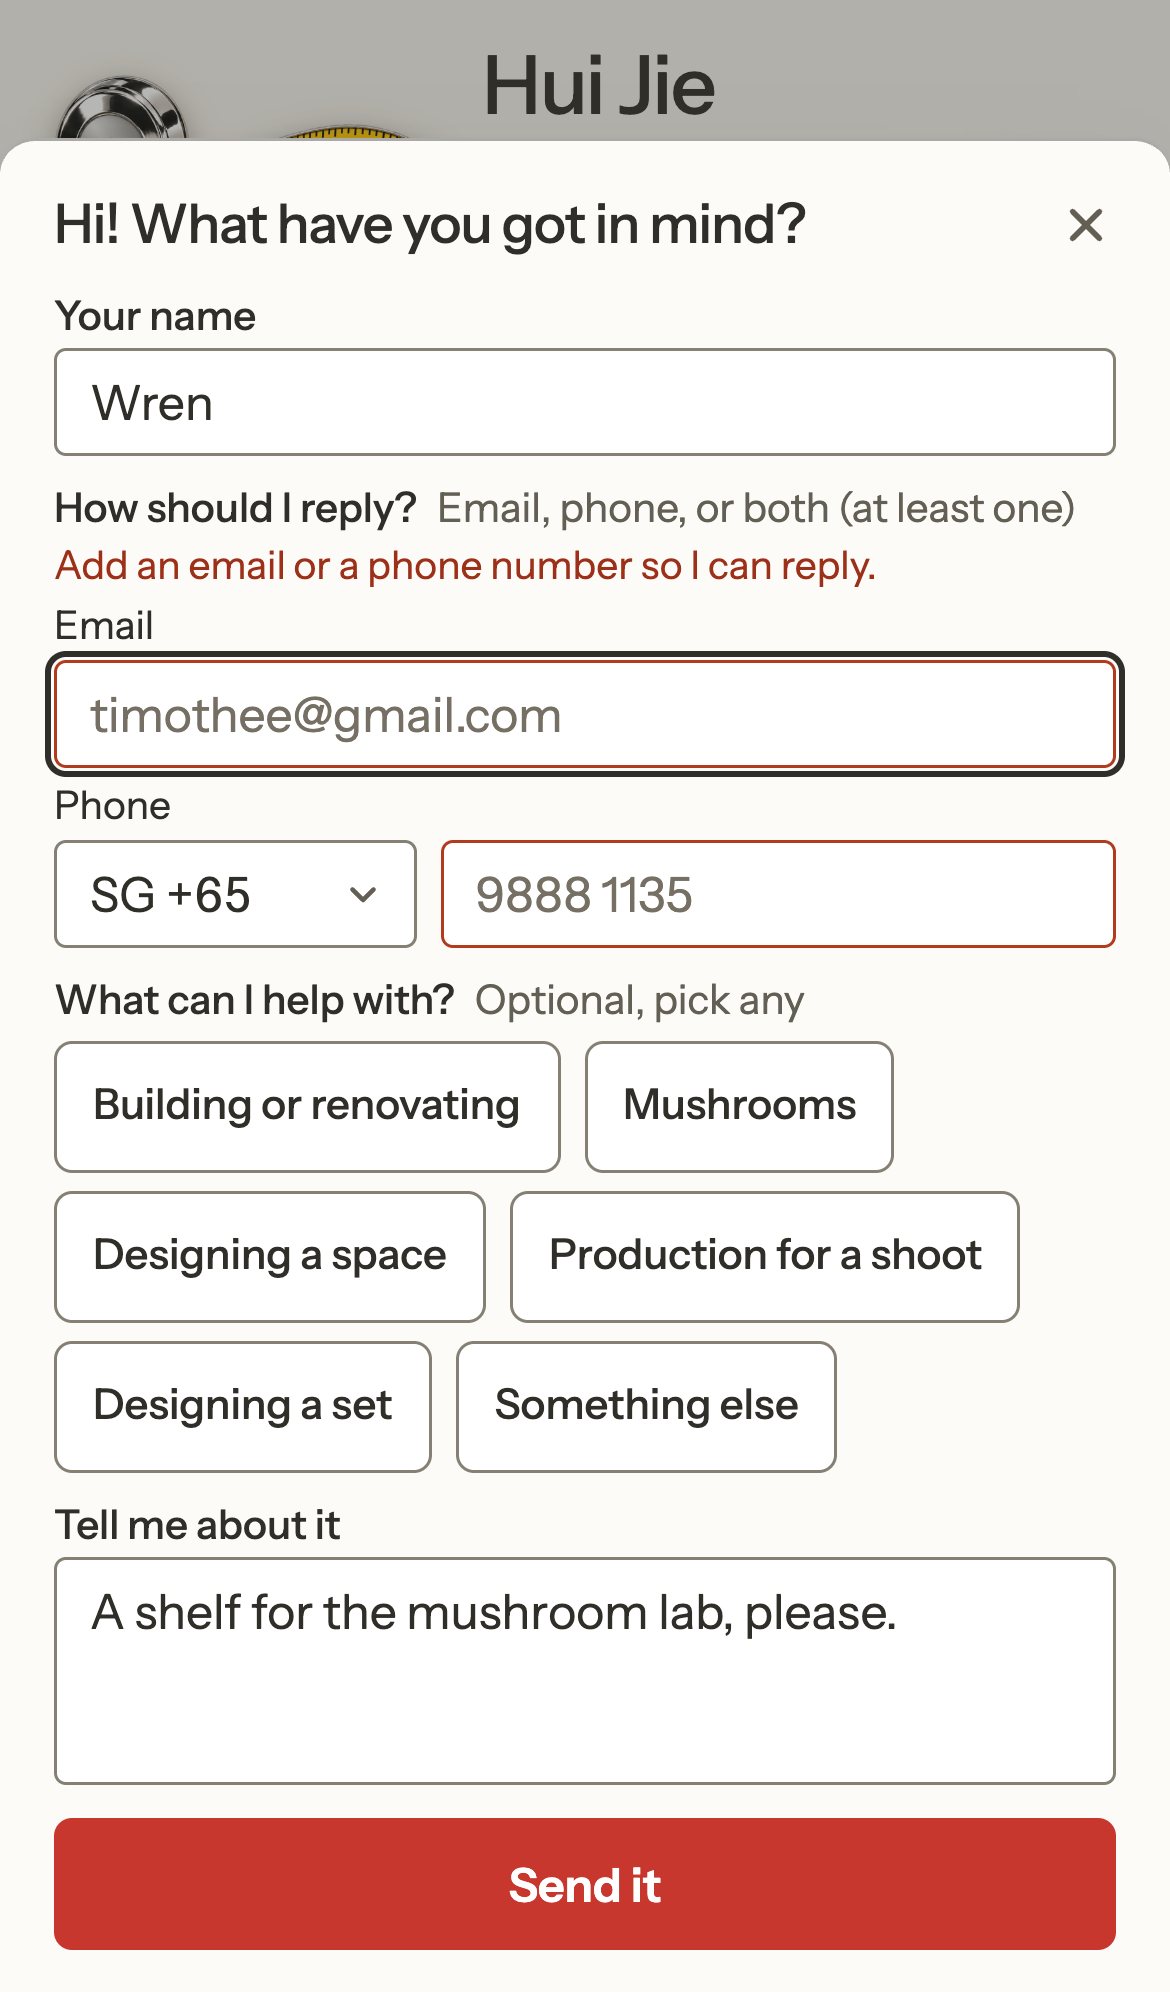 Hui Jie
Hi! What have you got in mind?
Your name
Wren
How should I reply? Email, phone, or both (at least one)
Add an email or a phone number so I can reply.
Email
timothee@gmail.com
Phone
SG +65
9888 1135
What can I help with? Optional, pick any
Building or renovating
Mushrooms
Designing a space
Production for a shoot
Designing a set
Something else
Tell me about it
A shelf for the mushroom lab, please.
Send it